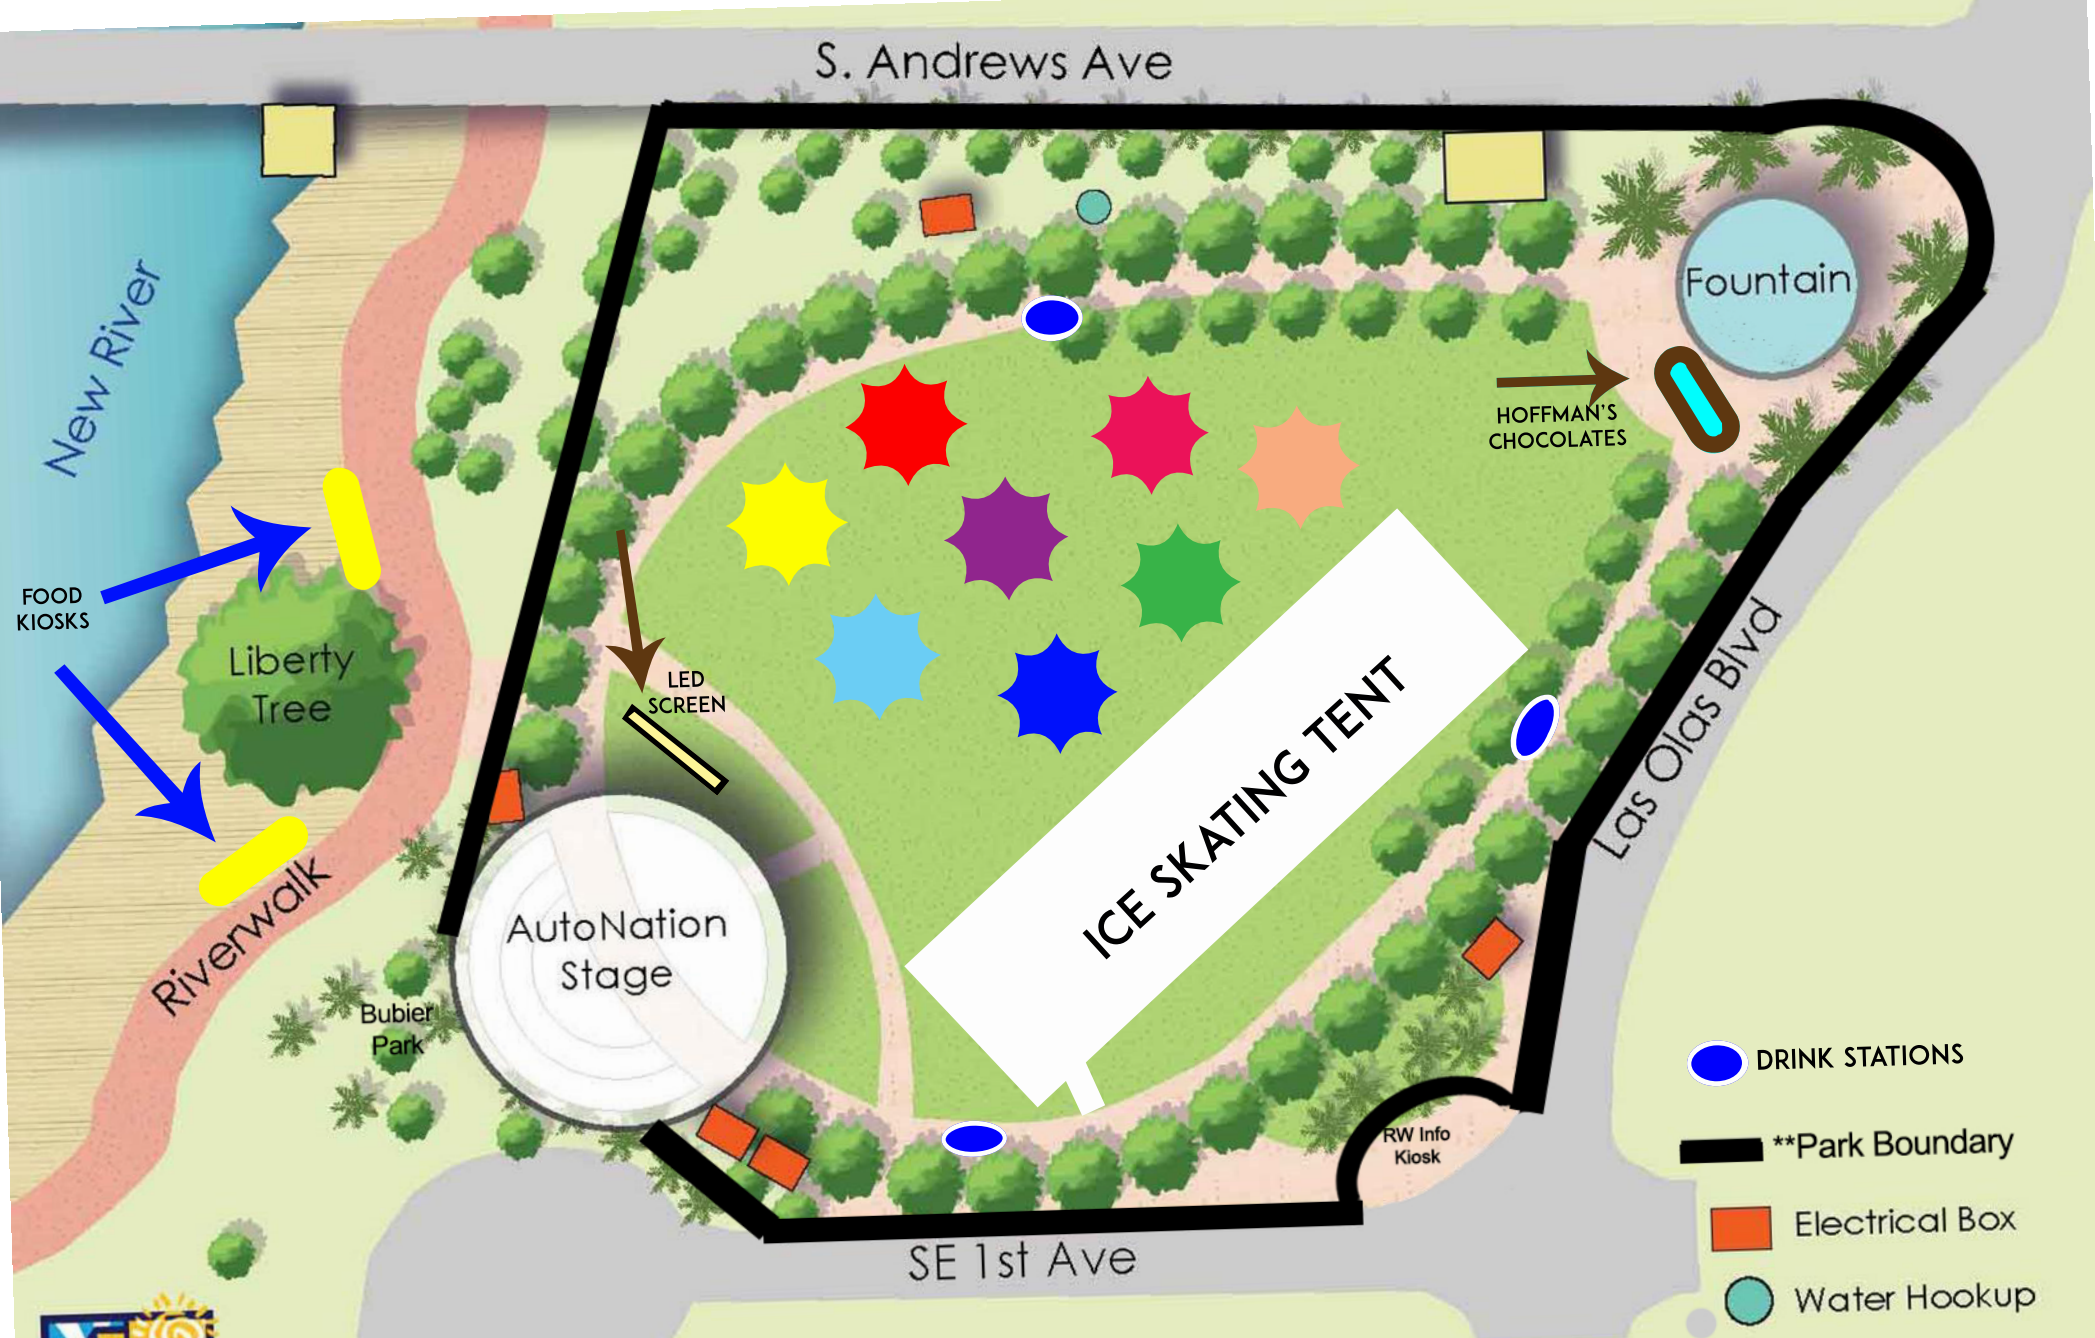 S. Andrews Ave
New River
Fountain
HOFFMAN'S
CHOCOLATES
FOOD
KIOSKS
Liberty
Tree
LED
SCREEN
ICE SKATING TENT
Las Olas Blvd
Riverwalk
AutoNation
Stage
Bubier
Park
RW Info
Kiosk
SE 1st Ave
DRINK STATIONS
**Park Boundary
Electrical Box
Water Hookup